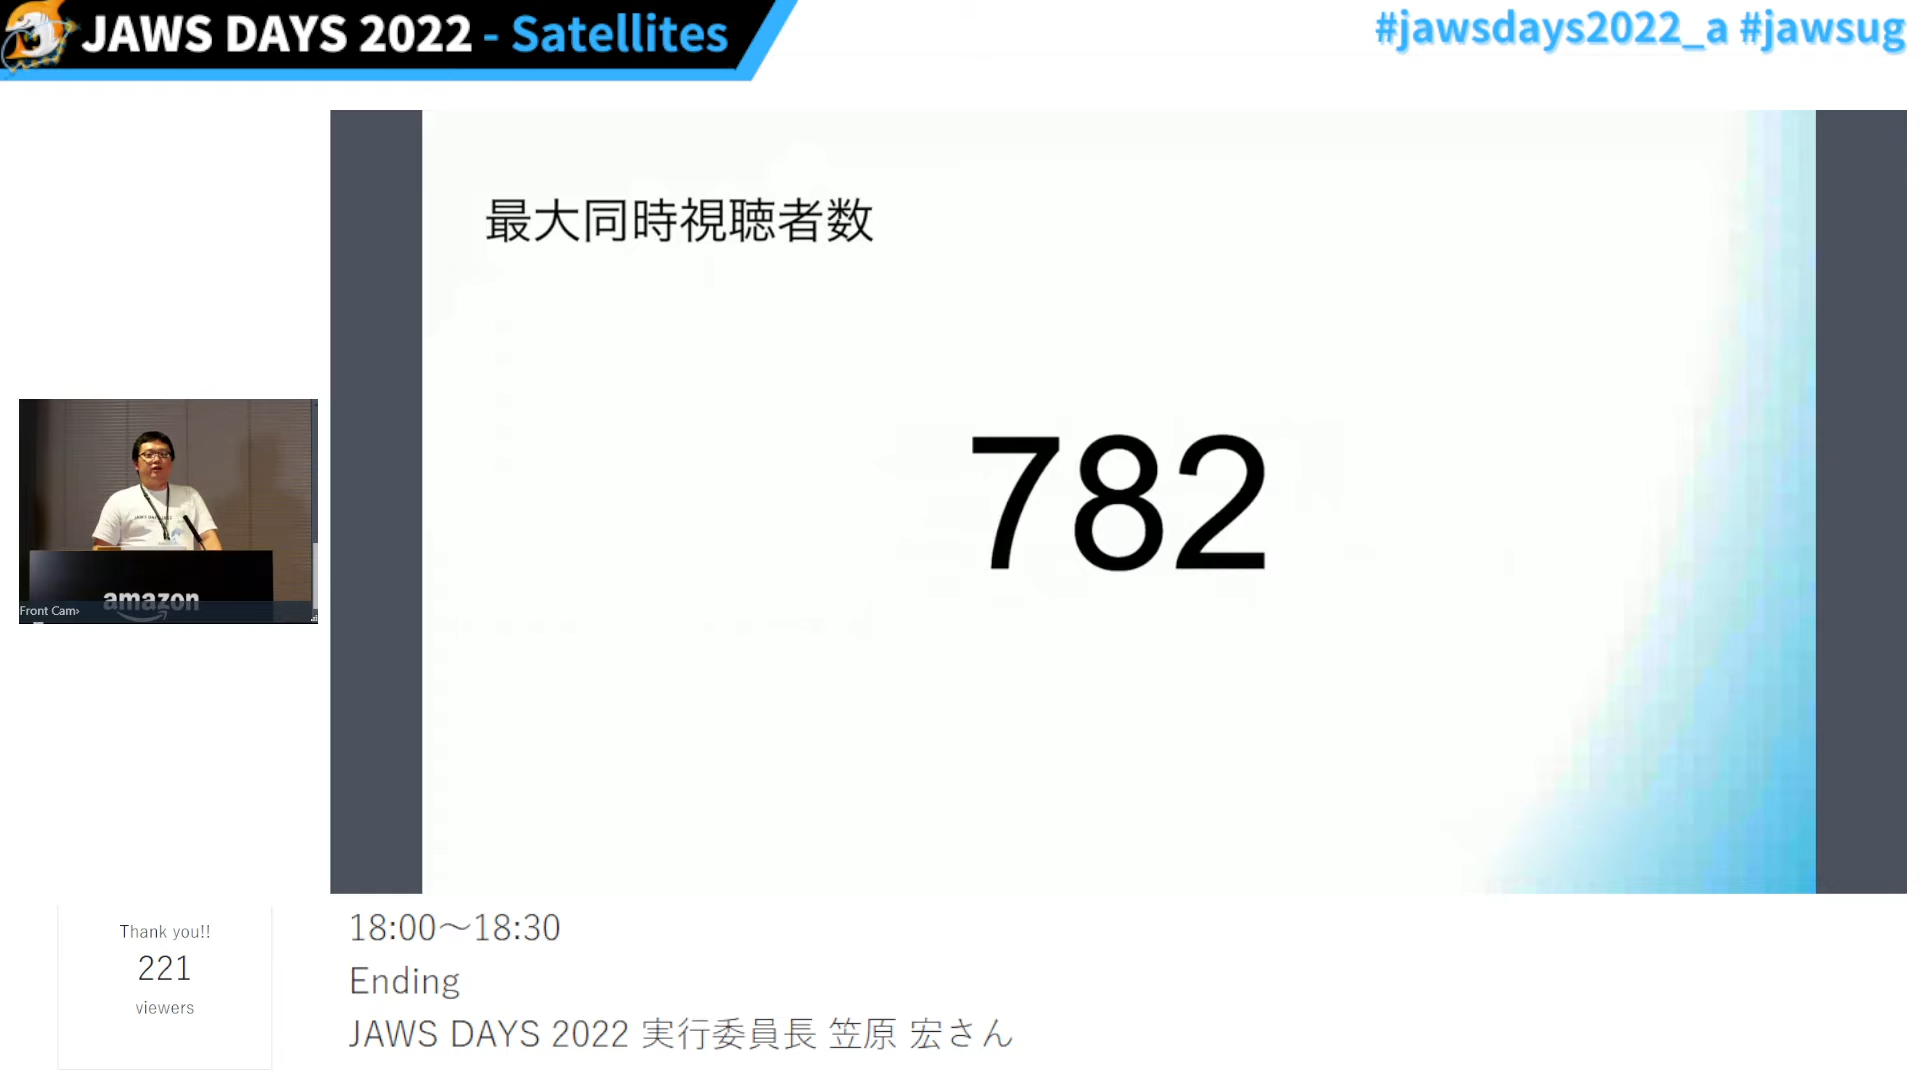 JAWS DAYS 2022 - Satellites
#jawsdays2022_a #jawsug
最大同時視聴者数
782
amazon
Front Cam›
Thank you!!
221
viewers
18:00～18:30
Ending
JAWS DAYS 2022 実行委員長 笠原 宏さん